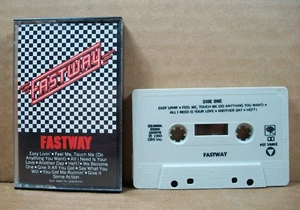 FASTWAY
FASTWAY
Easy Livin' • Feel Me, Touch Me (Do
Anything You Want) • All I Need Is Your
Love • Another Day • Heft! • We Become
One • Give It All You Got • Say What You
Will • You Got Me Runnin' • Give It
Some Action
SIDE ONE
EASY LIVIN' • FEEL ME, TOUCH ME (DO ANYTHING YOU WANT) •
ALL I NEED IS YOUR LOVE • ANOTHER DAY • HEFT!
FASTWAY